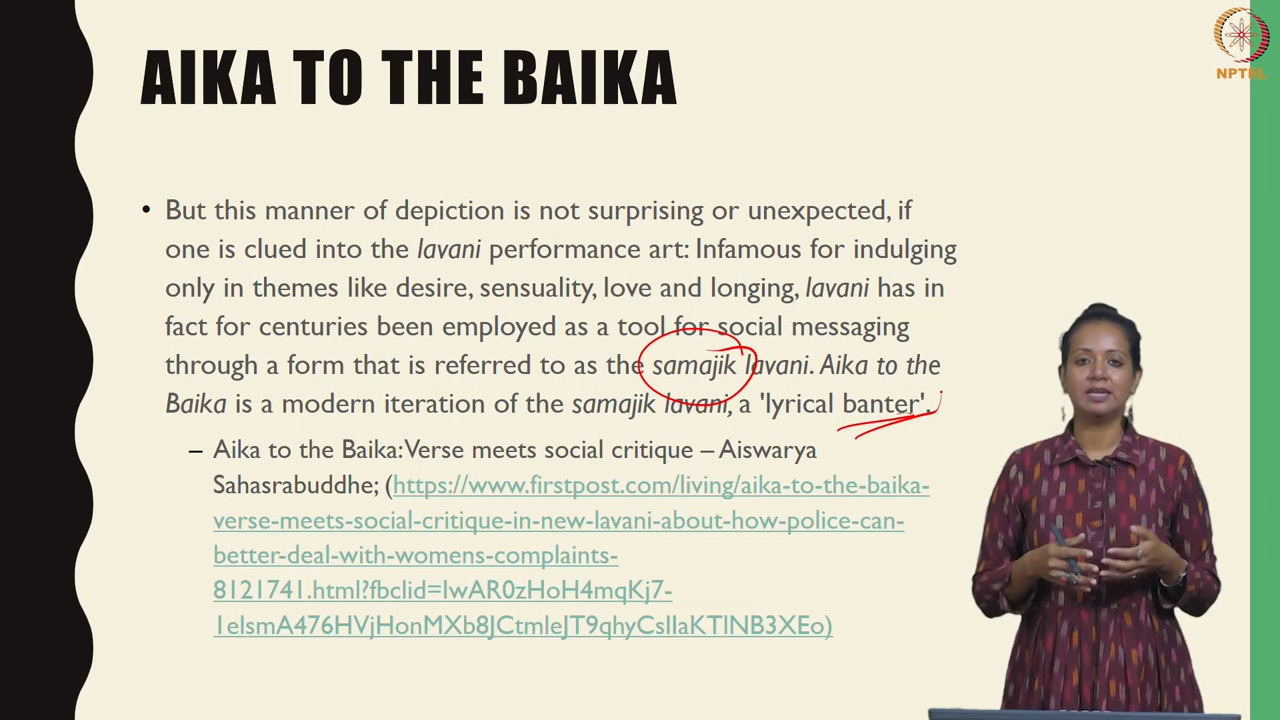 AIKA TO THE BAIKA
NPTEL
• But this manner of depiction is not surprising or unexpected, if
one is clued into the lavani performance art: Infamous for indulging
only in themes like desire, sensuality, love and longing, lavani has in
fact for centuries been employed as a tool for social messaging
through a form that is referred to as the samajik lavani. Aika to the
Baika is a modern iteration of the samajik lavani, a 'lyrical banter'.
– Aika to the Baika: Verse meets social critique – Aiswarya
Sahasrabuddhe; (https://www.firstpost.com/living/aika-to-the-baika-
verse-meets-social-critique-in-new-lavani-about-how-police-can-
better-deal-with-womens-complaints-
8121741.html?fbclid=IwAR0zHoH4mqKj7-
1eIsmA476HVjHonMXb8JCtmleJT9qhyCsIIaKTINB3XEo)